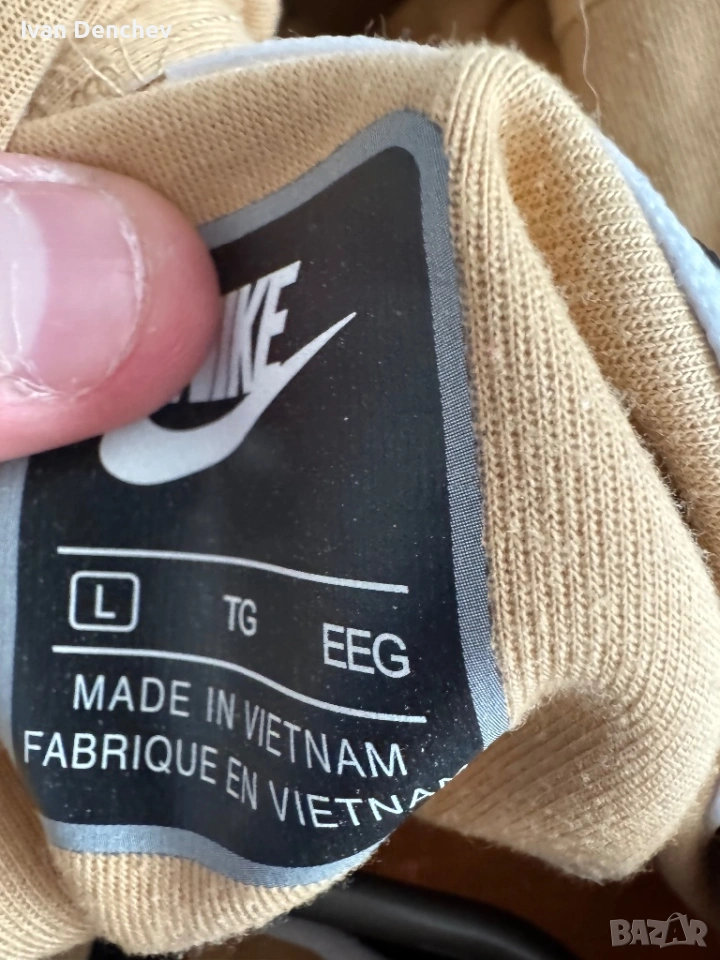 Ivan Denchev
NIKE
L TG EEG
MADE IN VIETNAM
FABRIQUE EN VIETNAM
BAZAR